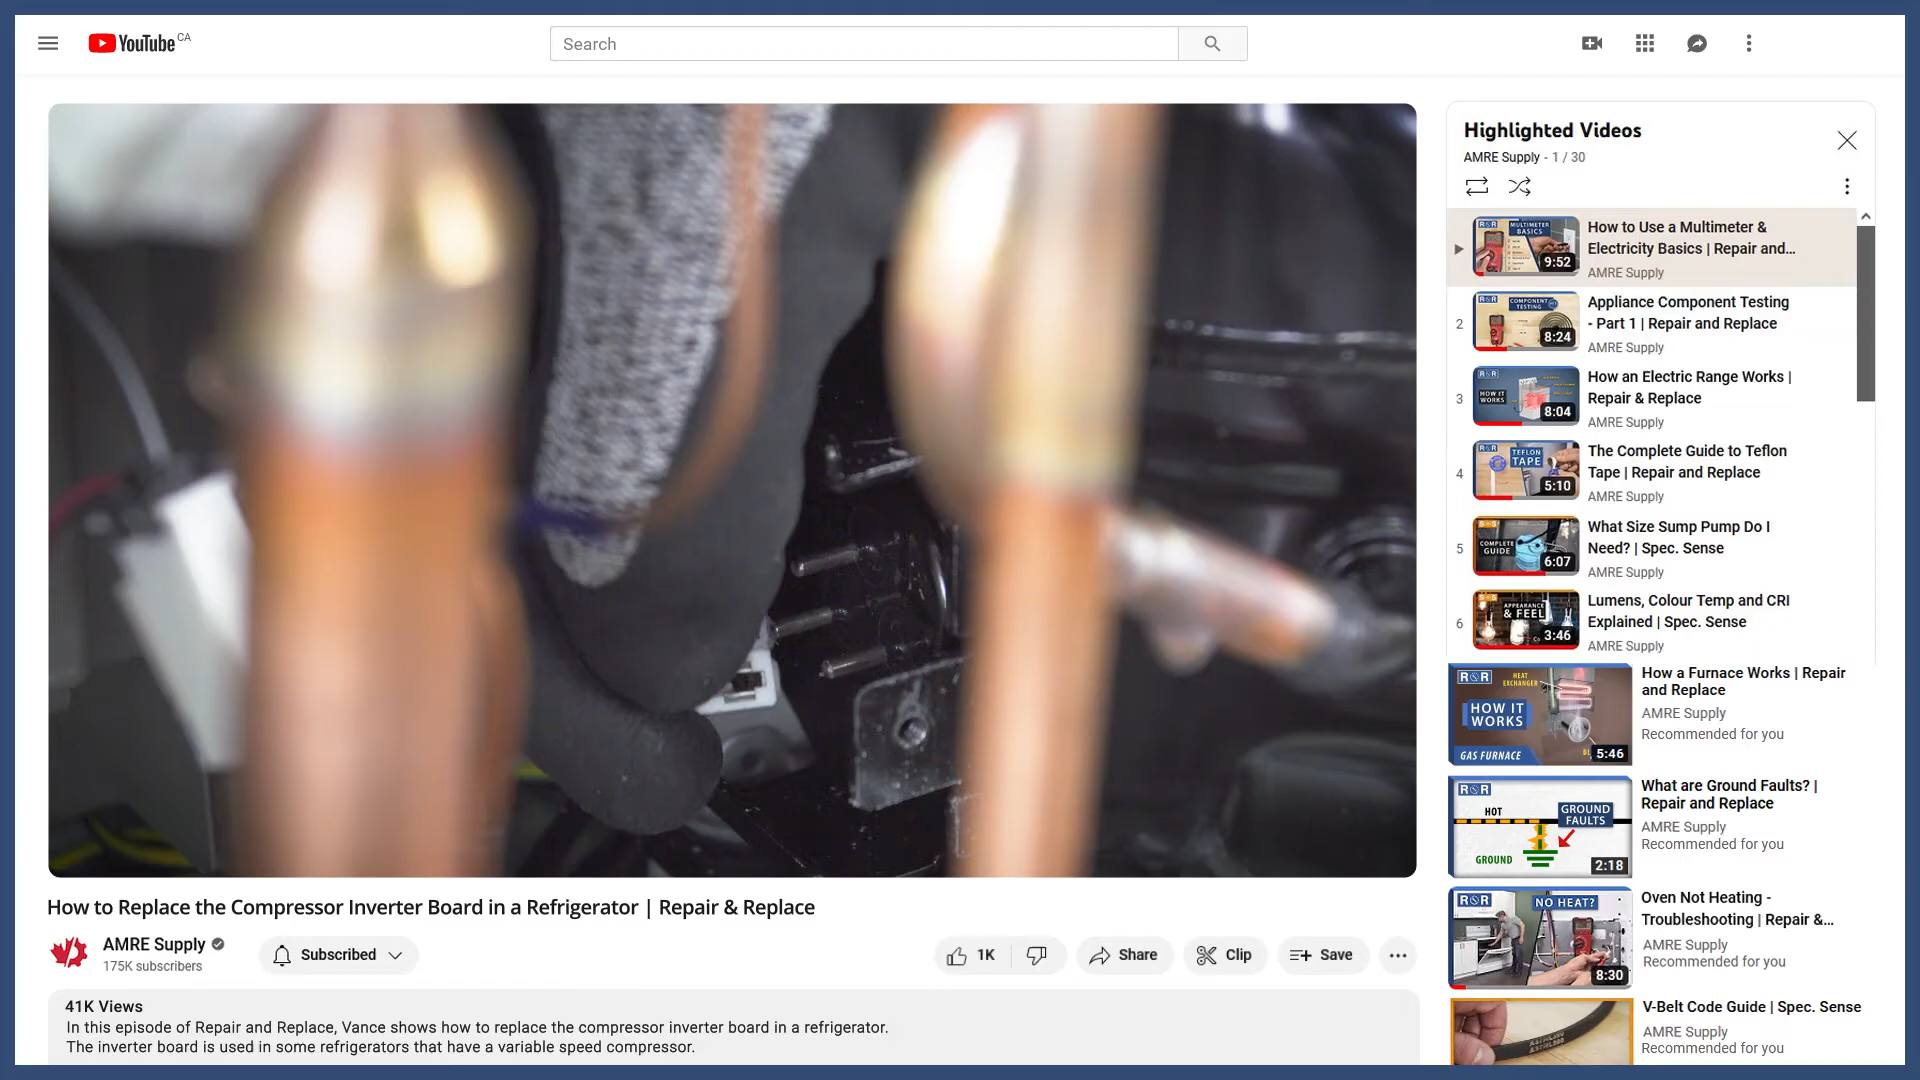 YouTube CA
Search
Highlighted Videos
AMRE Supply - 1 / 30
R&R MULTIMETER BASICS
9:52
How to Use a Multimeter &
Electricity Basics | Repair and...
AMRE Supply
2
R&R COMPONENT TESTING
8:24
Appliance Component Testing
- Part 1 | Repair and Replace
AMRE Supply
3
R&R
HOW IT WORKS
8:04
How an Electric Range Works |
Repair & Replace
AMRE Supply
4
TEFLON
TAPE
5:10
The Complete Guide to Teflon
Tape | Repair and Replace
AMRE Supply
5
S+S
COMPLETE
GUIDE
6:07
What Size Sump Pump Do I
Need? | Spec. Sense
AMRE Supply
6
S+S APPEARANCE
& FEEL
3:46
Lumens, Colour Temp and CRI
Explained | Spec. Sense
AMRE Supply
R&R HEAT
EXCHANGER
HOW IT
WORKS
GAS FURNACE
5:46
How a Furnace Works | Repair
and Replace
AMRE Supply
Recommended for you
R&R
HOT
GROUND
FAULTS
GROUND
2:18
What are Ground Faults? |
Repair and Replace
AMRE Supply
Recommended for you
R&R NO HEAT?
8:30
Oven Not Heating -
Troubleshooting | Repair &...
AMRE Supply
Recommended for you
V-Belt Code Guide | Spec. Sense
AMRE Supply
Recommended for you
How to Replace the Compressor Inverter Board in a Refrigerator | Repair & Replace
AMRE Supply
175K subscribers
Subscribed
1K
Share
Clip
Save
41K Views
In this episode of Repair and Replace, Vance shows how to replace the compressor inverter board in a refrigerator.
The inverter board is used in some refrigerators that have a variable speed compressor.